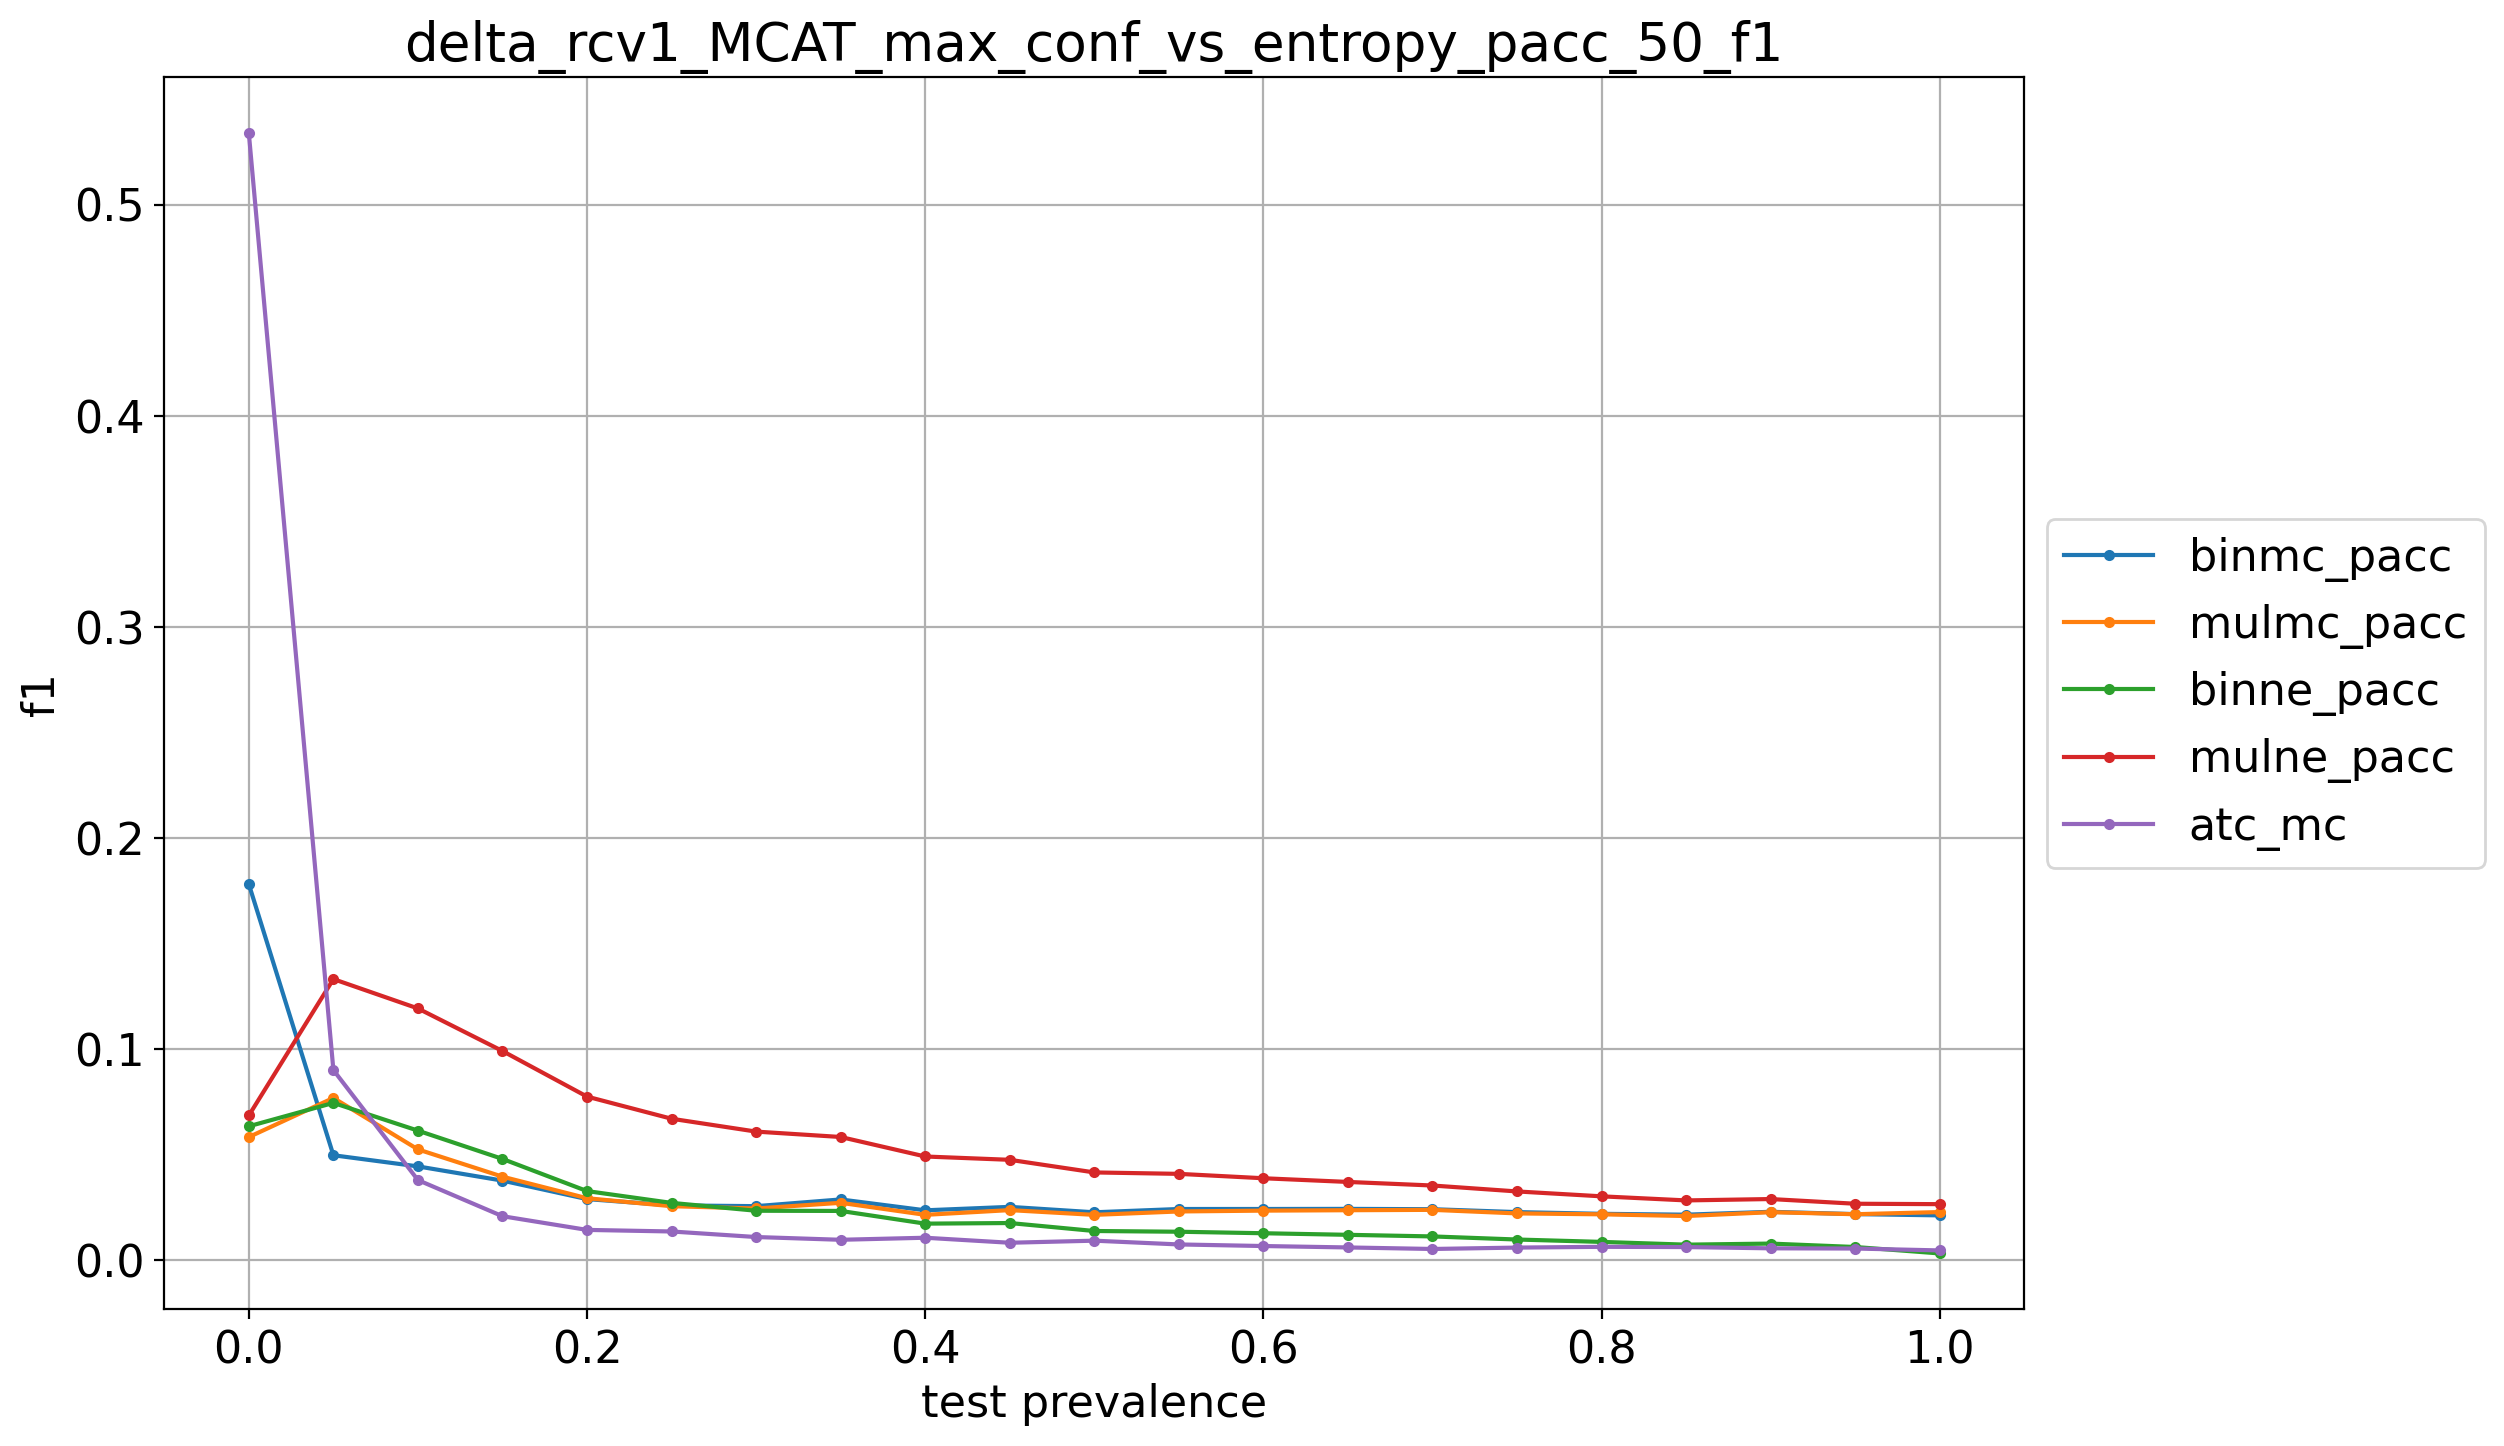 delta_rcv1_MCAT_max_conf_vs_entropy_pacc_50_f1
f1
0.5
0.4
0.3
0.2
0.1
0.0
0.0 0.2 0.4 0.6 0.8 1.0
test prevalence
binmc_pacc
mulmc_pacc
binne_pacc
mulne_pacc
atc_mc